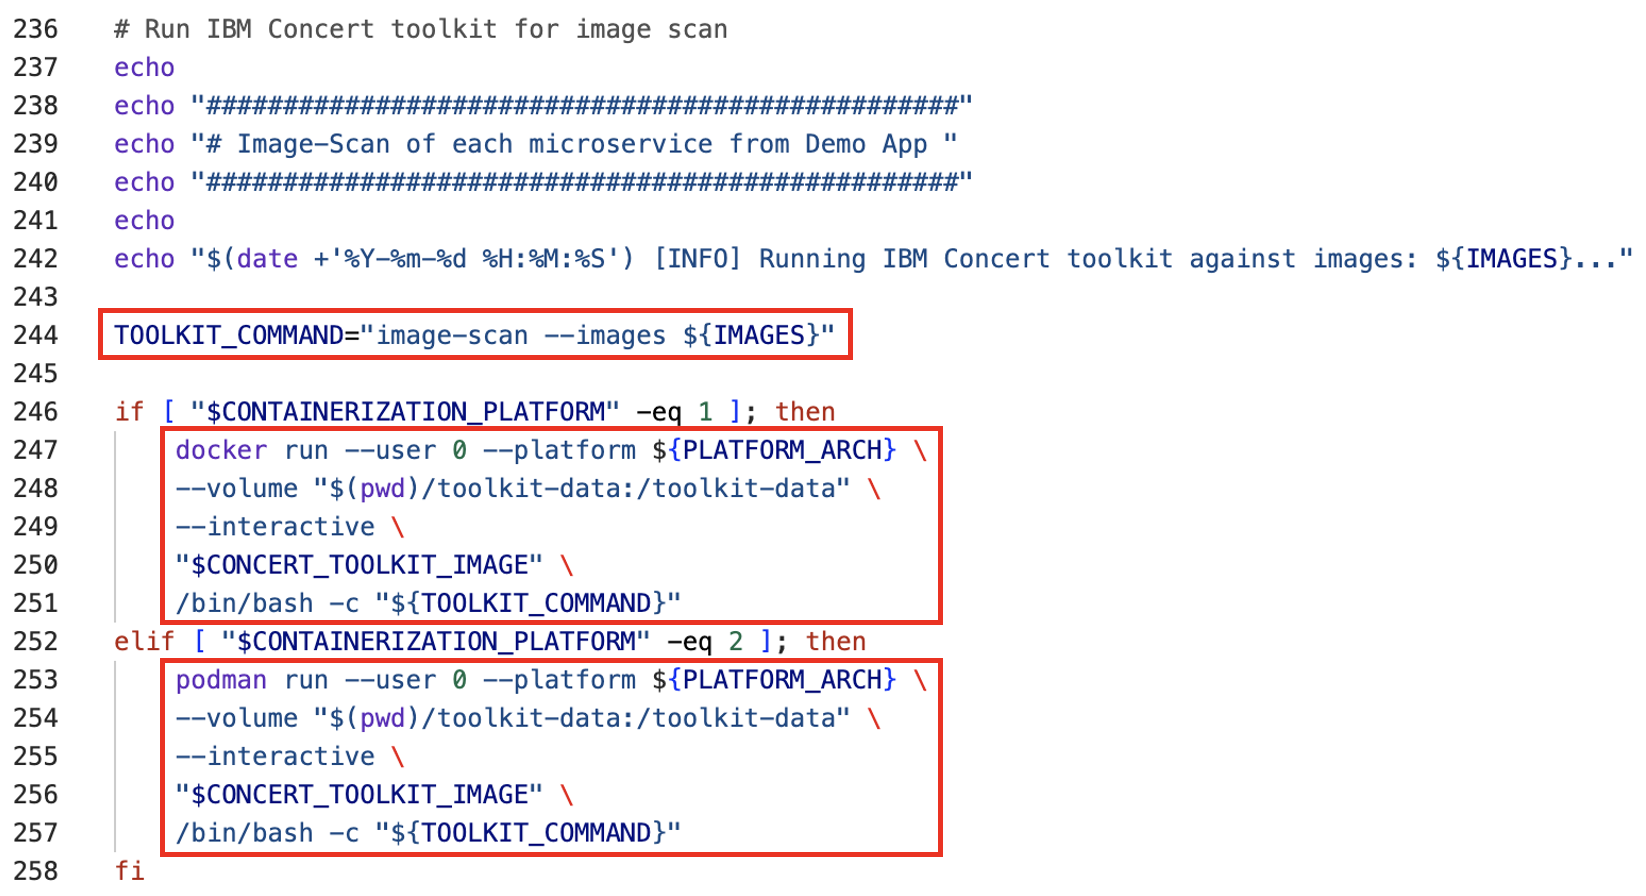 236 # Run IBM Concert toolkit for image scan
237 echo
238 echo "#################################################"
239 echo "# Image-Scan of each microservice from Demo App "
240 echo "#################################################"
241 echo
242 echo "$(date +'%Y-%m-%d %H:%M:%S') [INFO] Running IBM Concert toolkit against images: ${IMAGES}..."
243
244 TOOLKIT_COMMAND="image-scan --images ${IMAGES}"
245
246 if [ "$CONTAINERIZATION_PLATFORM" -eq 1 ]; then
247 docker run --user 0 --platform ${PLATFORM_ARCH} \
248 --volume "$(pwd)/toolkit-data:/toolkit-data" \
249 --interactive \
250 "$CONCERT_TOOLKIT_IMAGE" \
251 /bin/bash -c "${TOOLKIT_COMMAND}"
252 elif [ "$CONTAINERIZATION_PLATFORM" -eq 2 ]; then
253 podman run --user 0 --platform ${PLATFORM_ARCH} \
254 --volume "$(pwd)/toolkit-data:/toolkit-data" \
255 --interactive \
256 "$CONCERT_TOOLKIT_IMAGE" \
257 /bin/bash -c "${TOOLKIT_COMMAND}"
258 fi